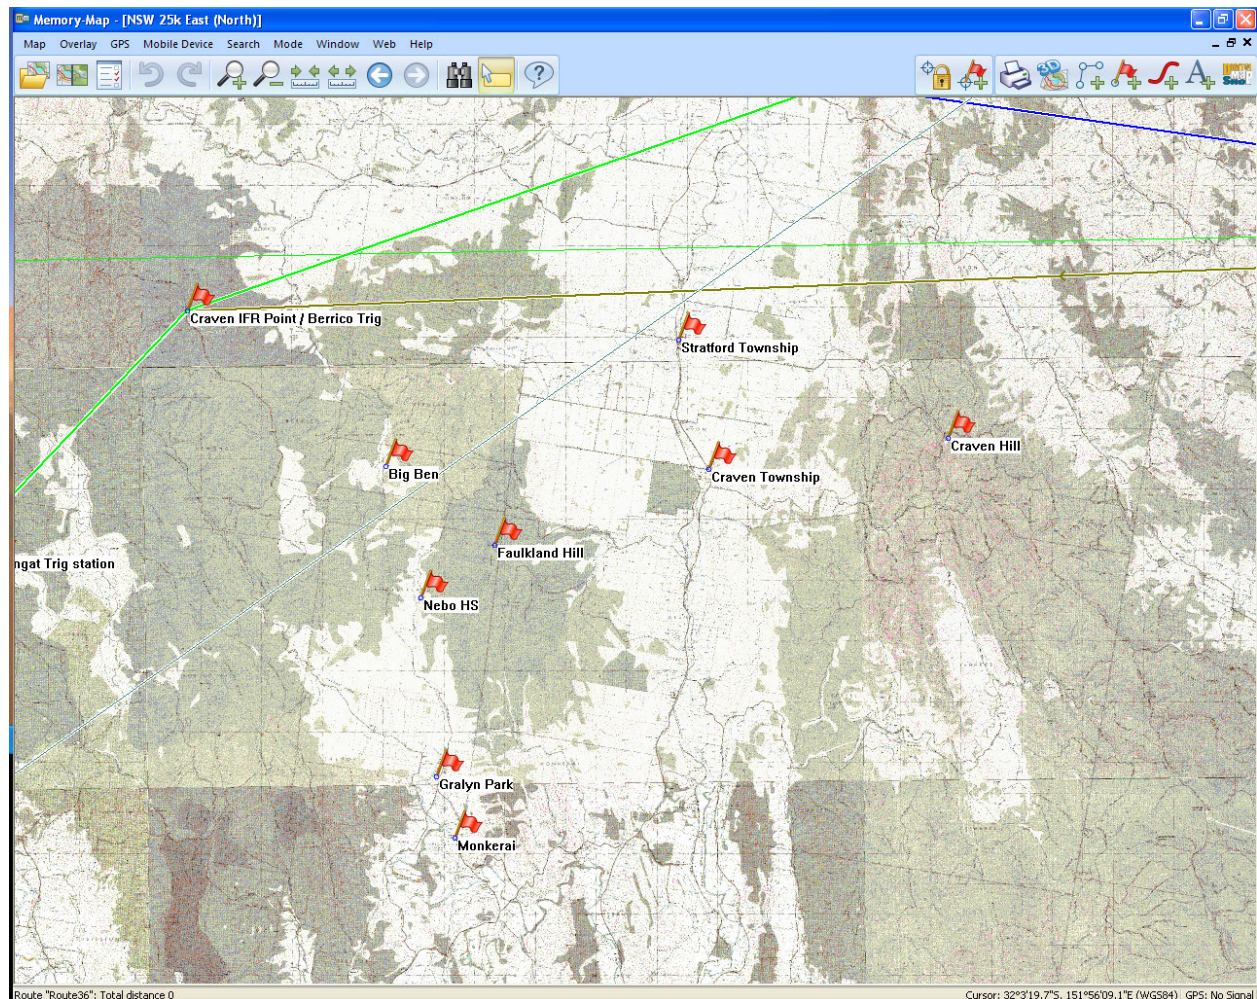 Memory-Map - [NSW 25k East (North)]
Map Overlay GPS Mobile Device Search Mode Window Web Help
Craven IFR Point / Berrico Trig
Stratford Township
Craven Hill
Big Ben
Craven Township
Faulkland Hill
ngat Trig station
Nebo HS
Gralyn Park
Monkerai
Route "Route36": Total distance 0
Cursor: 32°3'19.7"S, 151°56'09.1"E (WGS84) GPS: No Signal